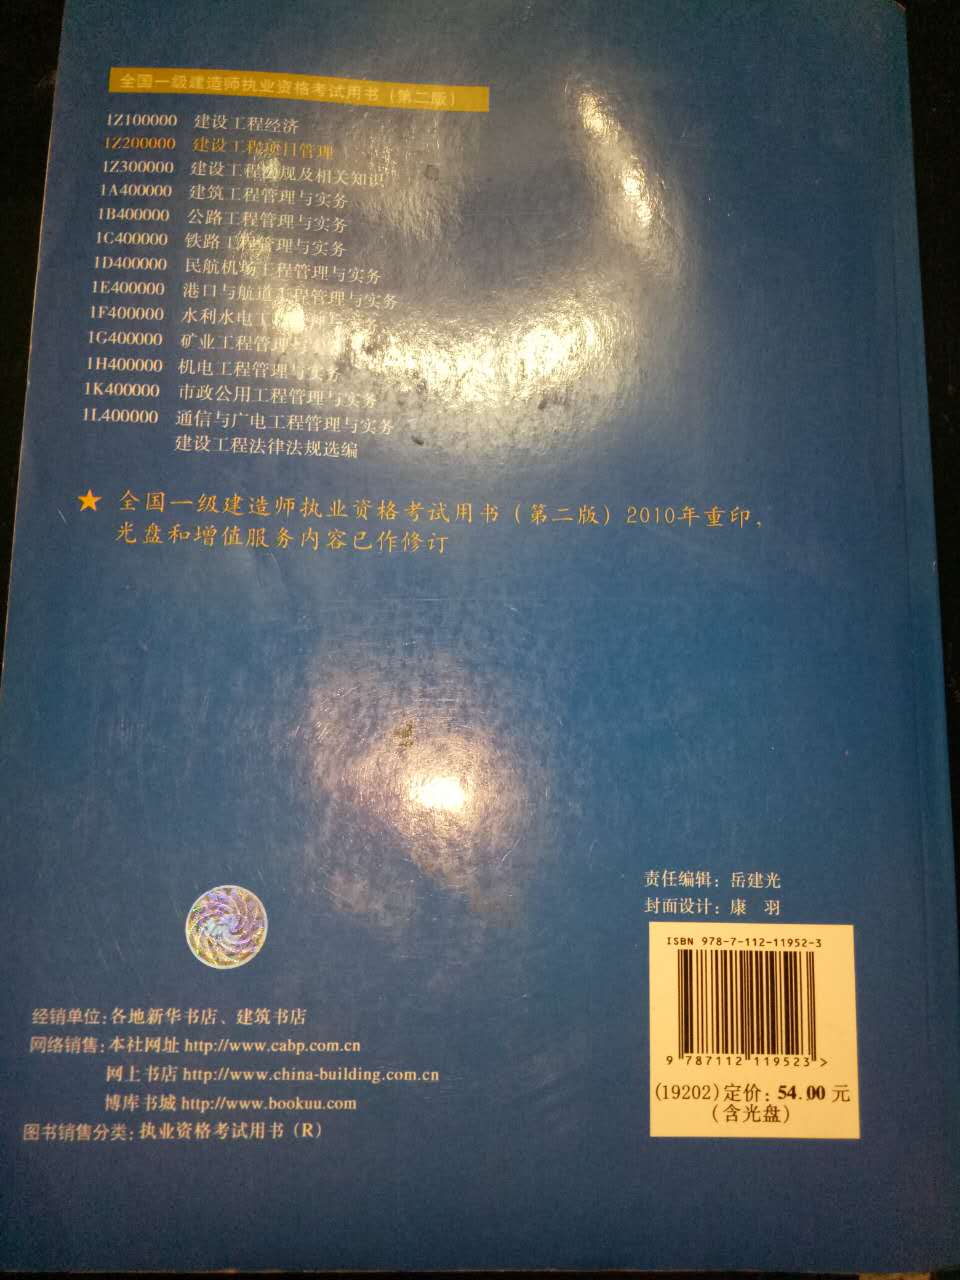 全国一级建造师执业资格考试用书（第二版）
1Z100000 建设工程经济
1Z200000 建设工程项目管理
1Z300000 建设工程法规及相关知识
1A400000 建筑工程管理与实务
1B400000 公路工程管理与实务
1C400000 铁路工程管理与实务
1D400000 民航机场工程管理与实务
1E400000 港口与航道工程管理与实务
1F400000 水利水电工程管理与实务
1G400000 矿业工程管理与实务
1H400000 机电工程管理与实务
1K400000 市政公用工程管理与实务
1L400000 通信与广电工程管理与实务
建设工程法律法规选编
★ 全国一级建造师执业资格考试用书（第二版）2010年重印，
光盘和增值服务内容已作修订
责任编辑：岳建光
封面设计：康 羽
ISBN 978-7-112-11952-3
9 787112 119523 >
(19202) 定价：54.00 元
（含光盘）
经销单位：各地新华书店、建筑书店
网络销售：本社网址 http://www.cabp.com.cn
网上书店 http://www.china-building.com.cn
博库书城 http://www.bookuu.com
图书销售分类：执业资格考试用书（R）